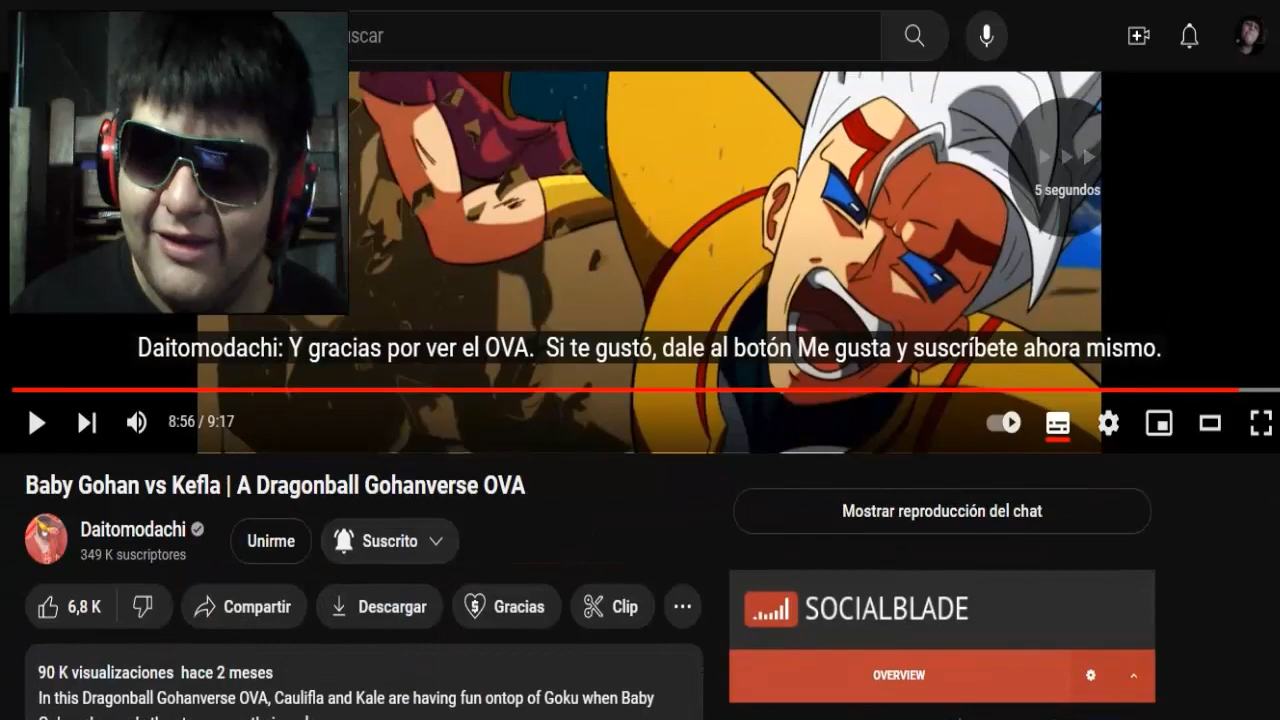 scar
5 segundos
Daitomodachi: Y gracias por ver el OVA. Si te gustó, dale al botón Me gusta y suscríbete ahora mismo.
8:56 / 9:17
Baby Gohan vs Kefla | A Dragonball Gohanverse OVA
Daitomodachi
349 K suscriptores
Unirme
Suscrito
Mostrar reproducción del chat
6,8 K
Compartir
Descargar
Gracias
Clip
SOCIALBLADE
OVERVIEW
90 K visualizaciones hace 2 meses
In this Dragonball Gohanverse OVA, Caulifla and Kale are having fun ontop of Goku when Baby